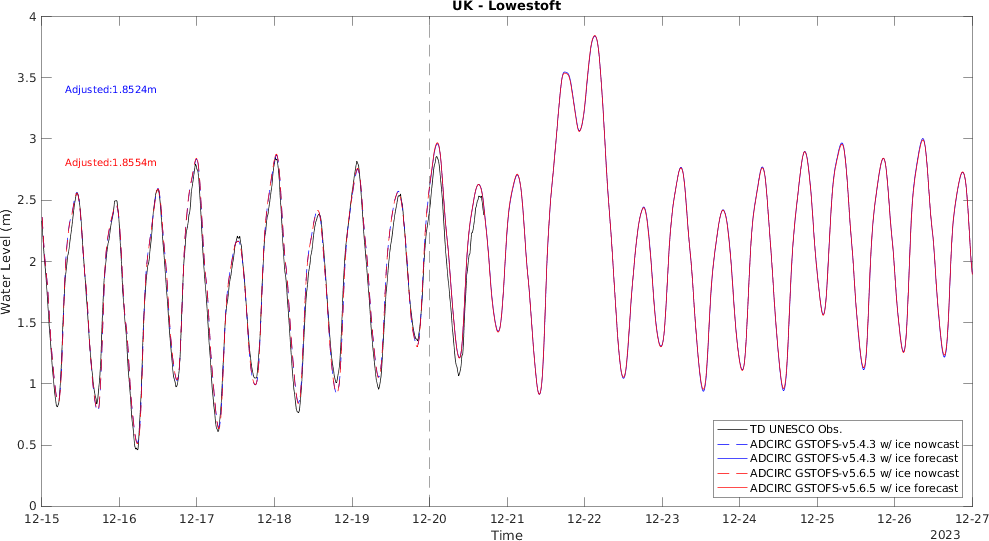 UK - Lowestoft
4
3.5
3
2.5
2
1.5
1
0.5
0
Water Level (m)
Adjusted:1.8524m
Adjusted:1.8554m
TD UNESCO Obs.
ADCIRC GSTOFS-v5.4.3 w/ ice nowcast
ADCIRC GSTOFS-v5.4.3 w/ ice forecast
ADCIRC GSTOFS-v5.6.5 w/ ice nowcast
ADCIRC GSTOFS-v5.6.5 w/ ice forecast
12-15 12-16 12-17 12-18 12-19 12-20 12-21 12-22 12-23 12-24 12-25 12-26 12-27
Time
2023